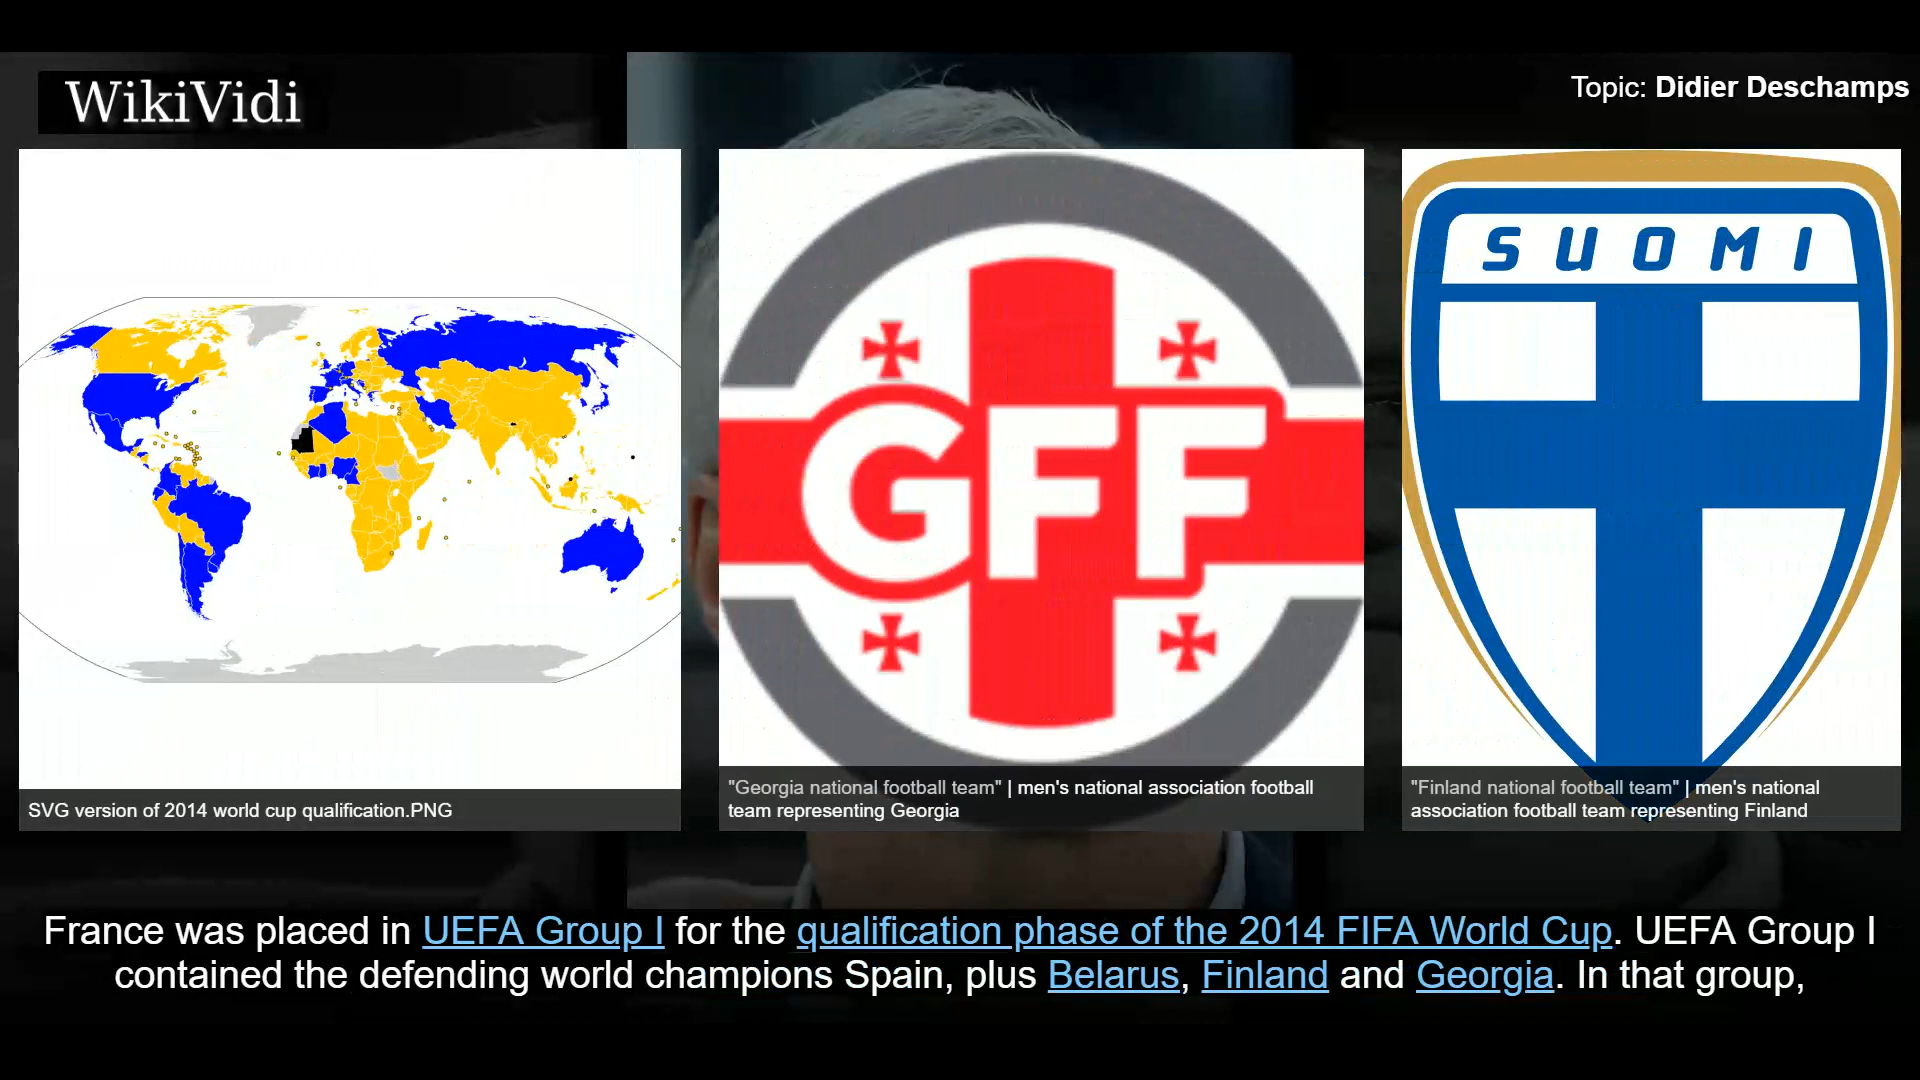 WikiVidi
Topic: Didier Deschamps
SUOMI
GFF
SVG version of 2014 world cup qualification.PNG
"Georgia national football team" | men's national association football
team representing Georgia
"Finland national football team" | men's national
association football team representing Finland
France was placed in UEFA Group I for the qualification phase of the 2014 FIFA World Cup. UEFA Group I
contained the defending world champions Spain, plus Belarus, Finland and Georgia. In that group,